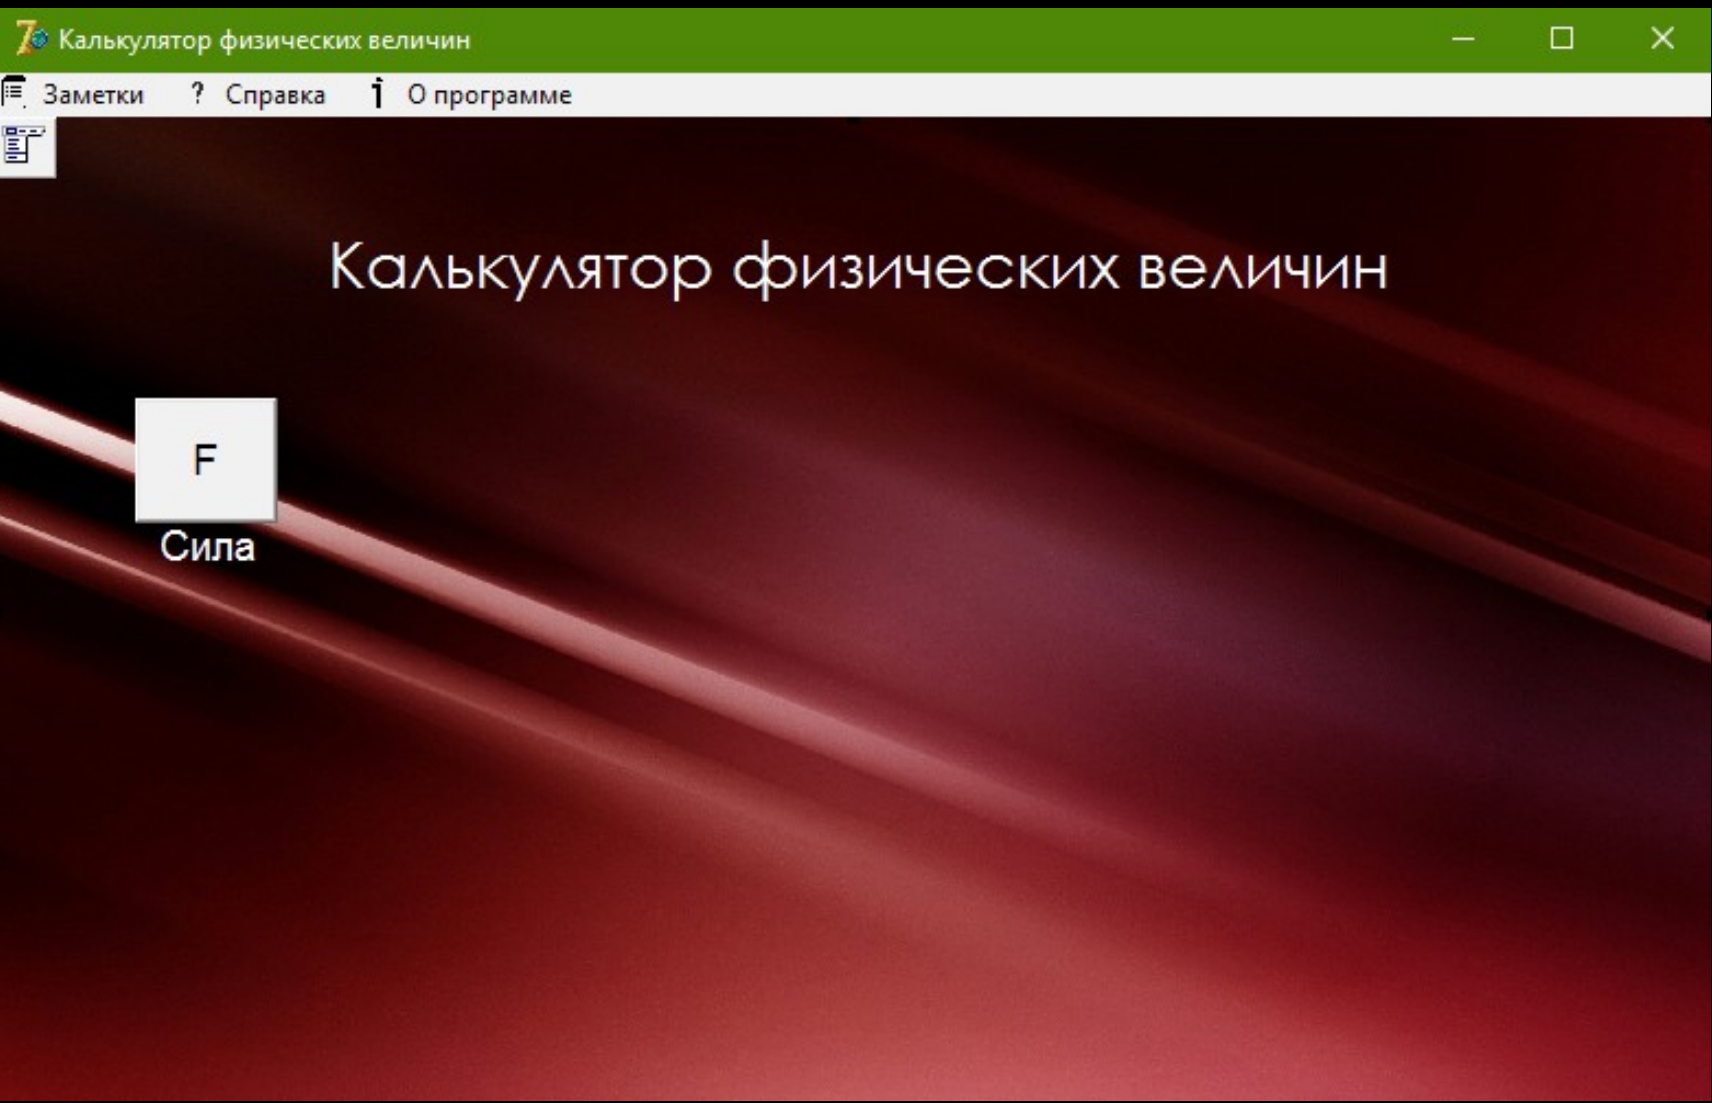 Калькулятор физических величин
Заметки ? Справка i О программе
Калькулятор физических величин
F
Сила